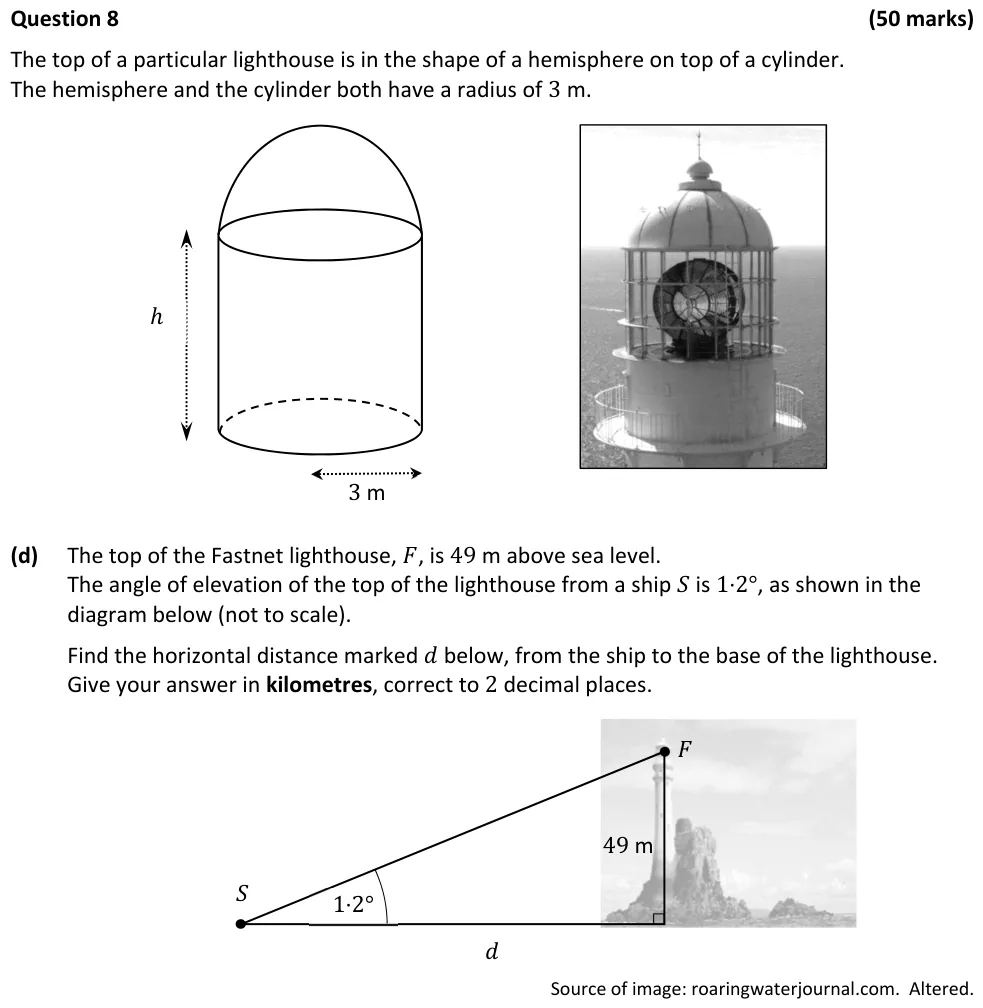 Question 8
(50 marks)
The top of a particular lighthouse is in the shape of a hemisphere on top of a cylinder.
The hemisphere and the cylinder both have a radius of 3 m.
h
3 m
(d) The top of the Fastnet lighthouse, F, is 49 m above sea level.
The angle of elevation of the top of the lighthouse from a ship S is 1·2°, as shown in the
diagram below (not to scale).
Find the horizontal distance marked d below, from the ship to the base of the lighthouse.
Give your answer in kilometres, correct to 2 decimal places.
F
49 m
S
1·2°
d
Source of image: roaringwaterjournal.com. Altered.